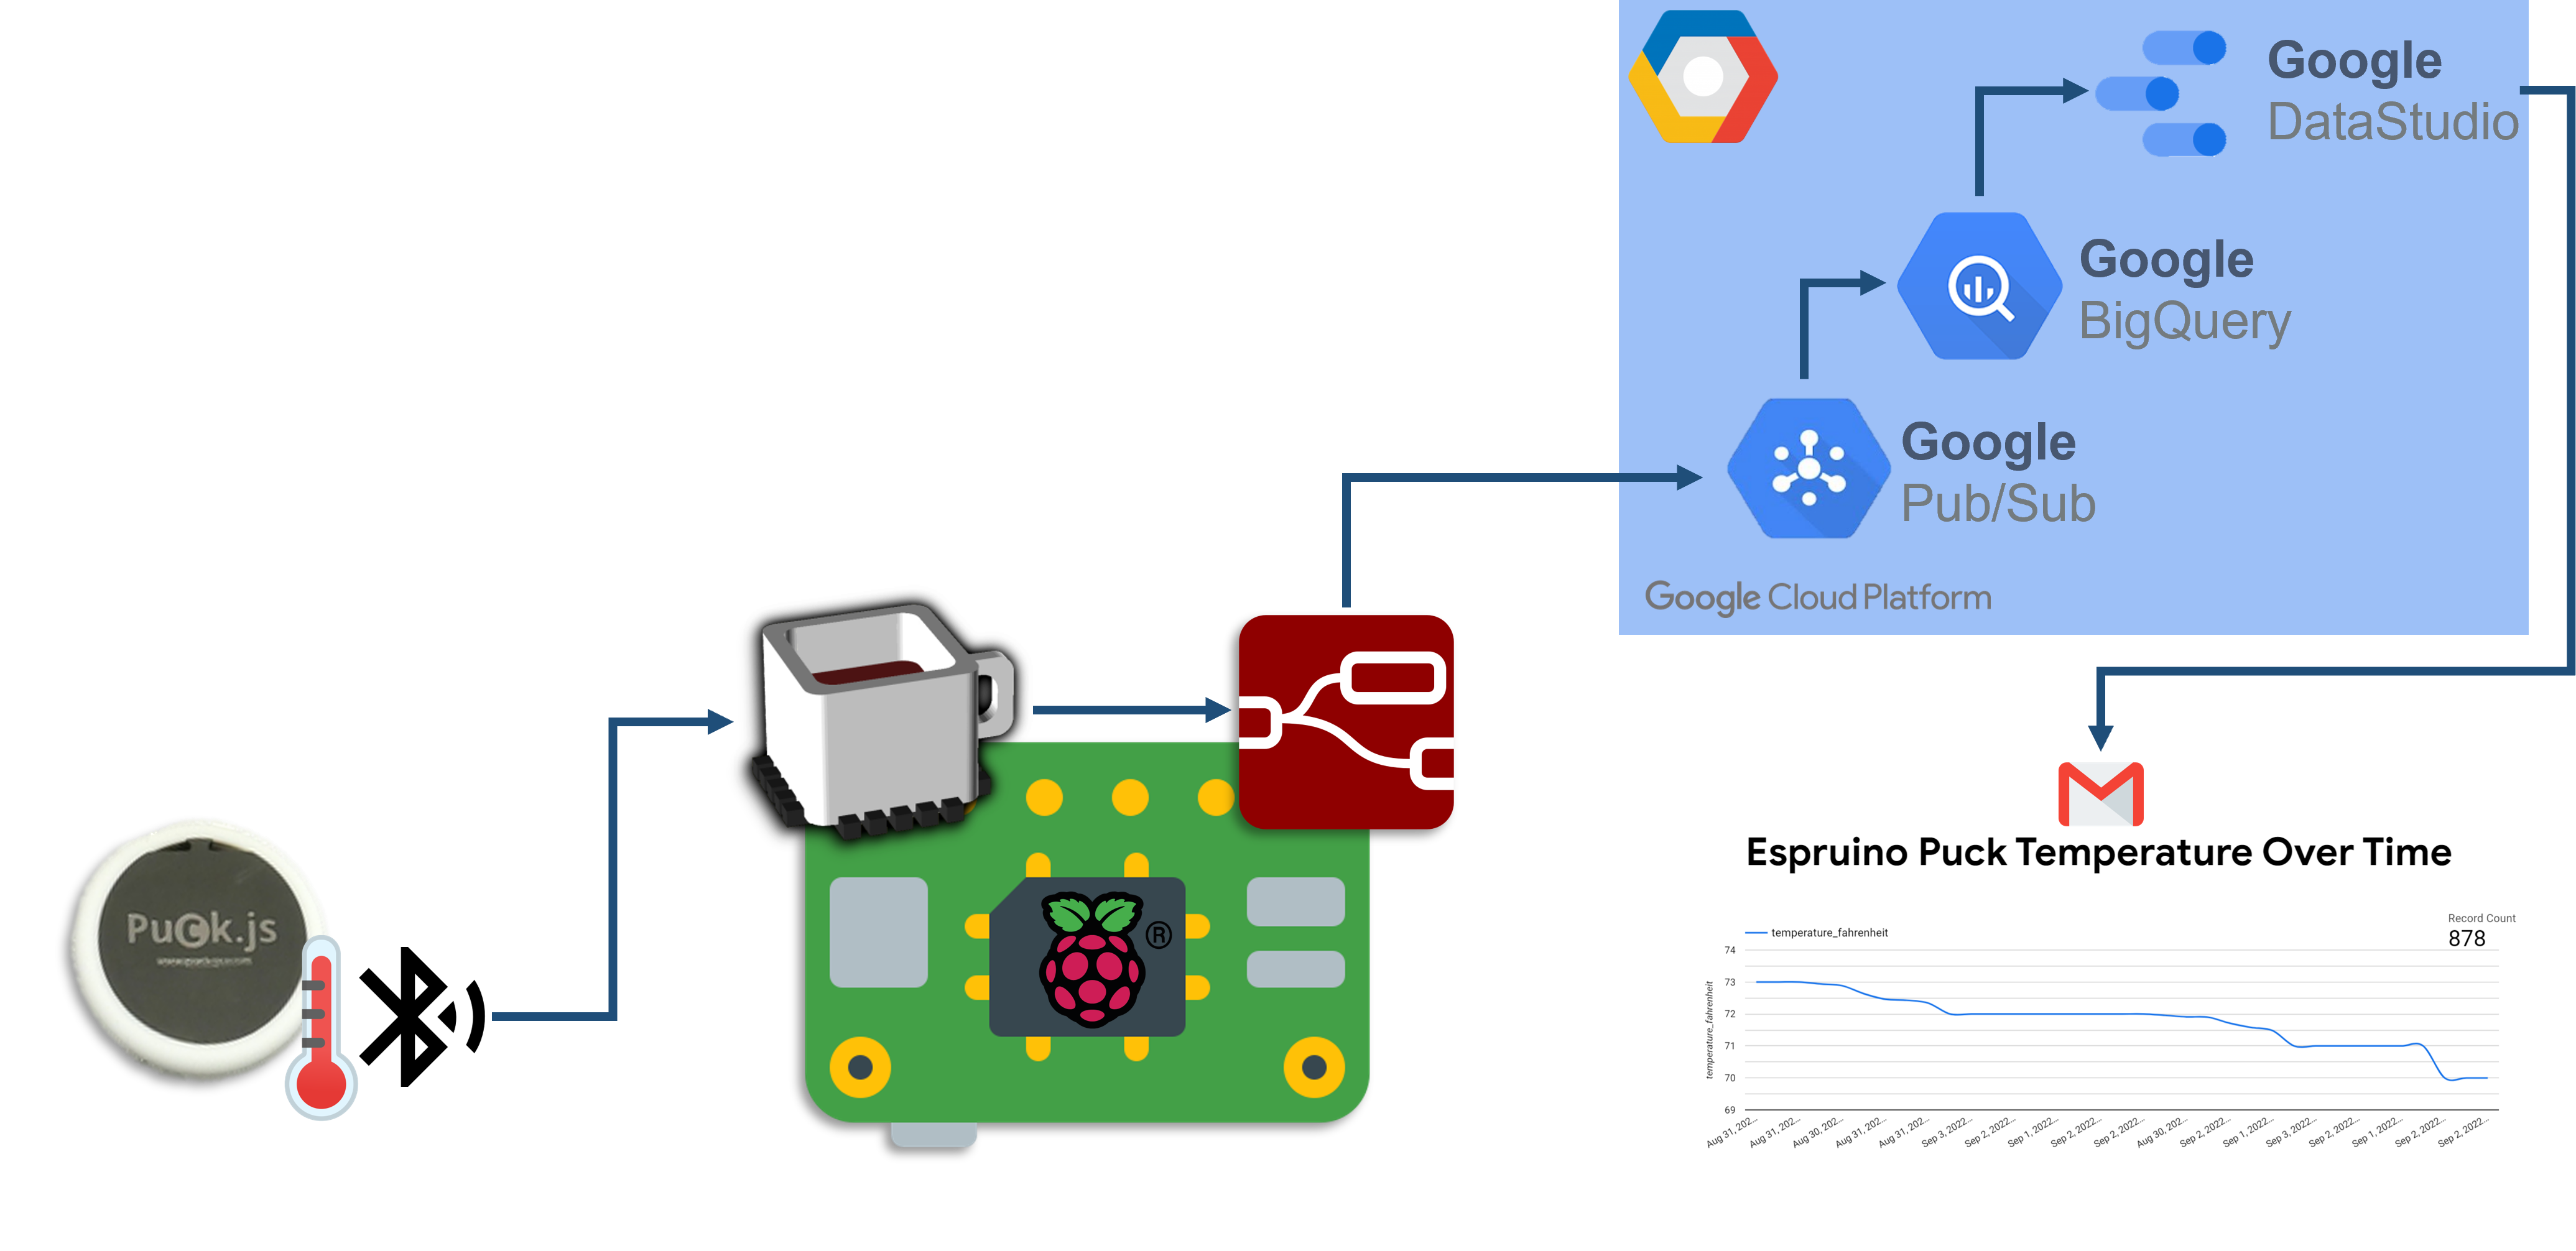 Google
DataStudio
Google
BigQuery
Google
Pub/Sub
Google Cloud Platform
Puck.js
®
Espruino Puck Temperature Over Time
Record Count
878
temperature_fahrenheit
temperature_fahrenheit
74
73
72
71
70
69
Aug 31, 202...
Aug 31, 202...
Aug 30, 202...
Aug 31, 202...
Aug 31, 202...
Sep 3, 2022...
Sep 2, 2022...
Sep 1, 2022...
Sep 2, 2022...
Sep 2, 2022...
Aug 30, 202...
Sep 2, 2022...
Sep 1, 2022...
Sep 3, 2022...
Sep 2, 2022...
Sep 1, 2022...
Sep 2, 2022...
Sep 2, 2022...